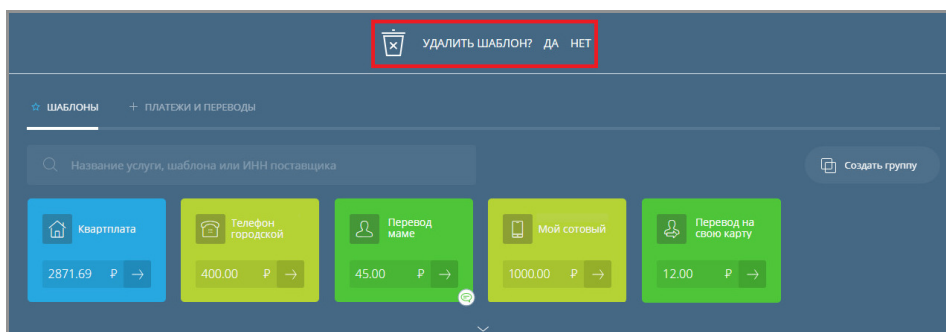 УДАЛИТЬ ШАБЛОН? ДА НЕТ
ШАБЛОНЫ + ПЛАТЕЖИ И ПЕРЕВОДЫ
Название услуги, шаблона или ИНН поставщика
Создать группу
Квартплата
2871.69 ₽ →
Телефон
городской
400.00 ₽ →
Перевод
маме
45.00 ₽ →
Мой сотовый
1000.00 ₽ →
Перевод на
свою карту
12.00 ₽ →